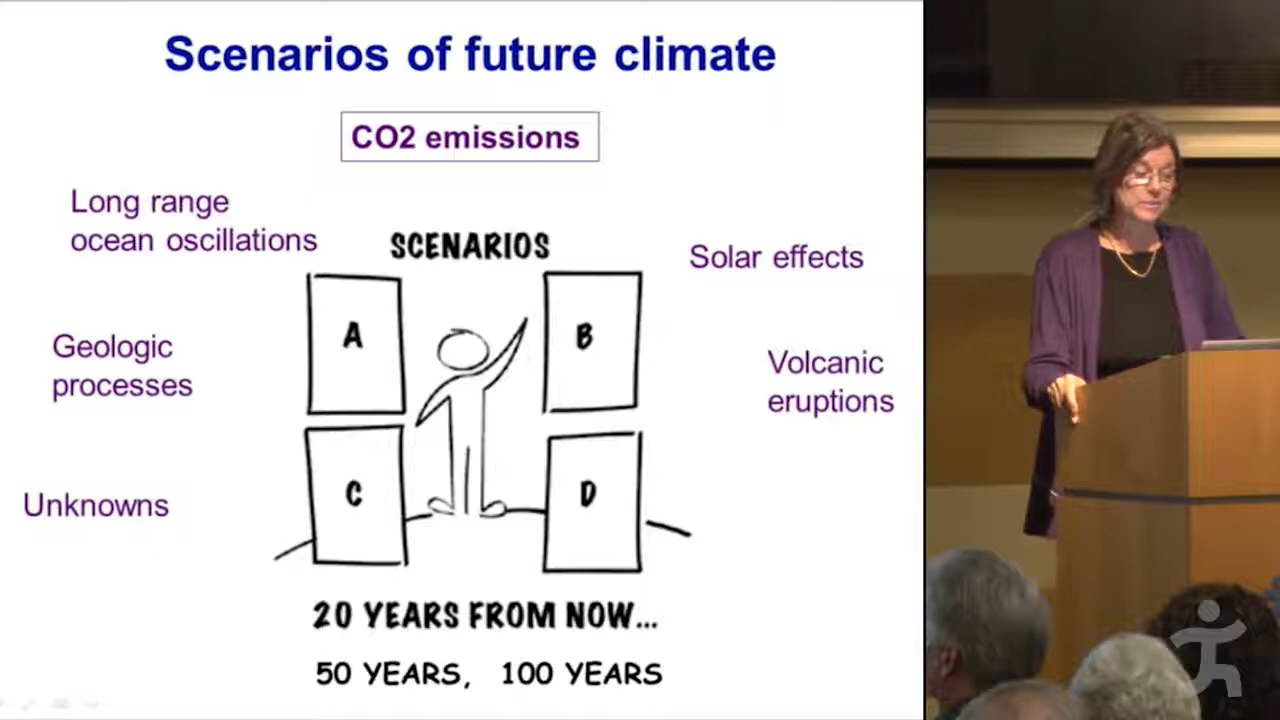 Scenarios of future climate
CO2 emissions
Long range
ocean oscillations
SCENARIOS
Solar effects
A
B
Geologic
processes
Volcanic
eruptions
C
D
Unknowns
20 YEARS FROM NOW...
50 YEARS, 100 YEARS